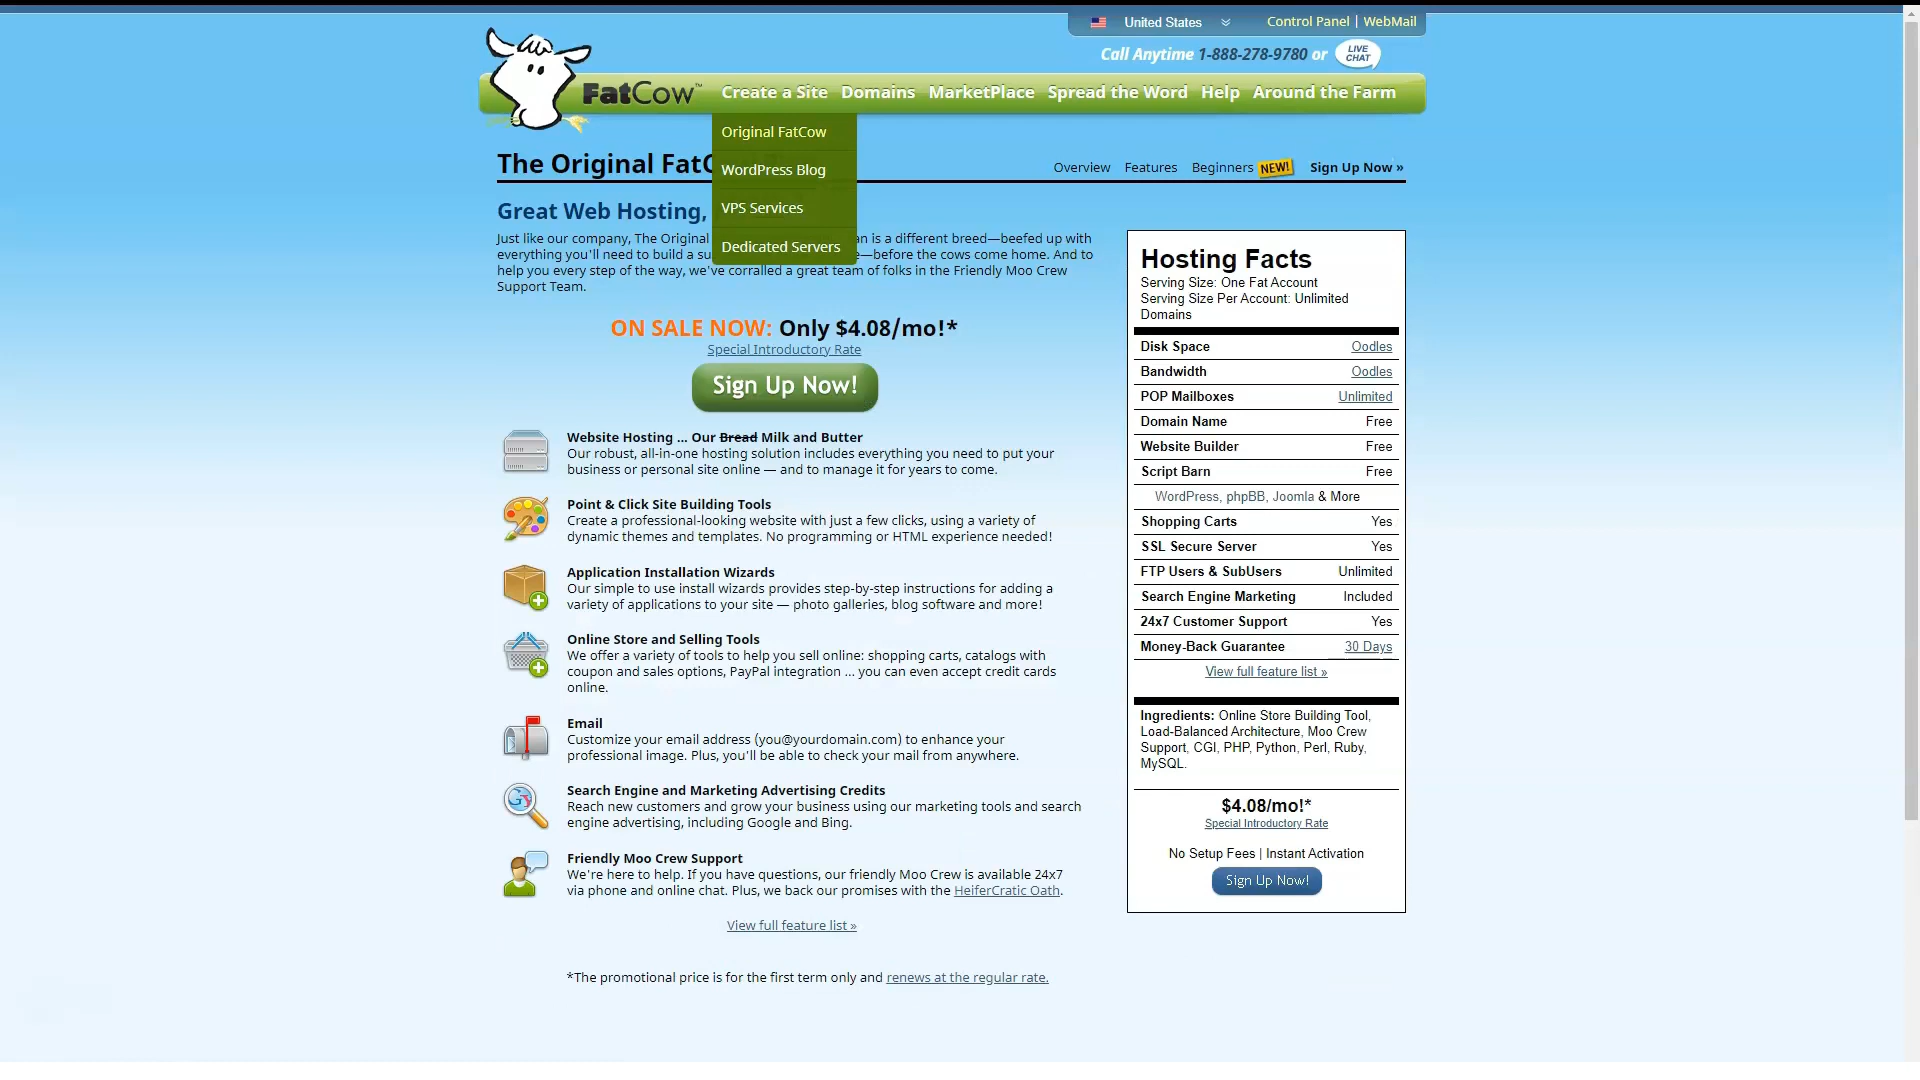 United States
Control Panel | WebMail
Call Anytime 1-888-278-9780 or LIVE CHAT
FatCow™
Create a Site Domains MarketPlace Spread the Word Help Around the Farm
Original FatCow
WordPress Blog
VPS Services
Dedicated Servers
The Original FatC
Overview Features Beginners NEW! Sign Up Now »
Great Web Hosting,
Just like our company, The Original an is a different breed—beefed up with
everything you'll need to build a su e—before the cows come home. And to
help you every step of the way, we've corralled a great team of folks in the Friendly Moo Crew
Support Team.
ON SALE NOW: Only $4.08/mo!*
Special Introductory Rate
Sign Up Now!
Website Hosting ... Our Bread Milk and Butter
Our robust, all-in-one hosting solution includes everything you need to put your
business or personal site online — and to manage it for years to come.
Point & Click Site Building Tools
Create a professional-looking website with just a few clicks, using a variety of
dynamic themes and templates. No programming or HTML experience needed!
Application Installation Wizards
Our simple to use install wizards provides step-by-step instructions for adding a
variety of applications to your site — photo galleries, blog software and more!
Online Store and Selling Tools
We offer a variety of tools to help you sell online: shopping carts, catalogs with
coupon and sales options, PayPal integration ... you can even accept credit cards
online.
Email
Customize your email address (you@yourdomain.com) to enhance your
professional image. Plus, you'll be able to check your mail from anywhere.
Search Engine and Marketing Advertising Credits
Reach new customers and grow your business using our marketing tools and search
engine advertising, including Google and Bing.
Friendly Moo Crew Support
We're here to help. If you have questions, our friendly Moo Crew is available 24x7
via phone and online chat. Plus, we back our promises with the HeiferCratic Oath.
View full feature list »
*The promotional price is for the first term only and renews at the regular rate.
Hosting Facts
Serving Size: One Fat Account
Serving Size Per Account: Unlimited
Domains
Disk Space Oodles
Bandwidth Oodles
POP Mailboxes Unlimited
Domain Name Free
Website Builder Free
Script Barn Free
WordPress, phpBB, Joomla & More
Shopping Carts Yes
SSL Secure Server Yes
FTP Users & SubUsers Unlimited
Search Engine Marketing Included
24x7 Customer Support Yes
Money-Back Guarantee 30 Days
View full feature list »
Ingredients: Online Store Building Tool,
Load-Balanced Architecture, Moo Crew
Support, CGI, PHP, Python, Perl, Ruby,
MySQL.
$4.08/mo!*
Special Introductory Rate
No Setup Fees | Instant Activation
Sign Up Now!